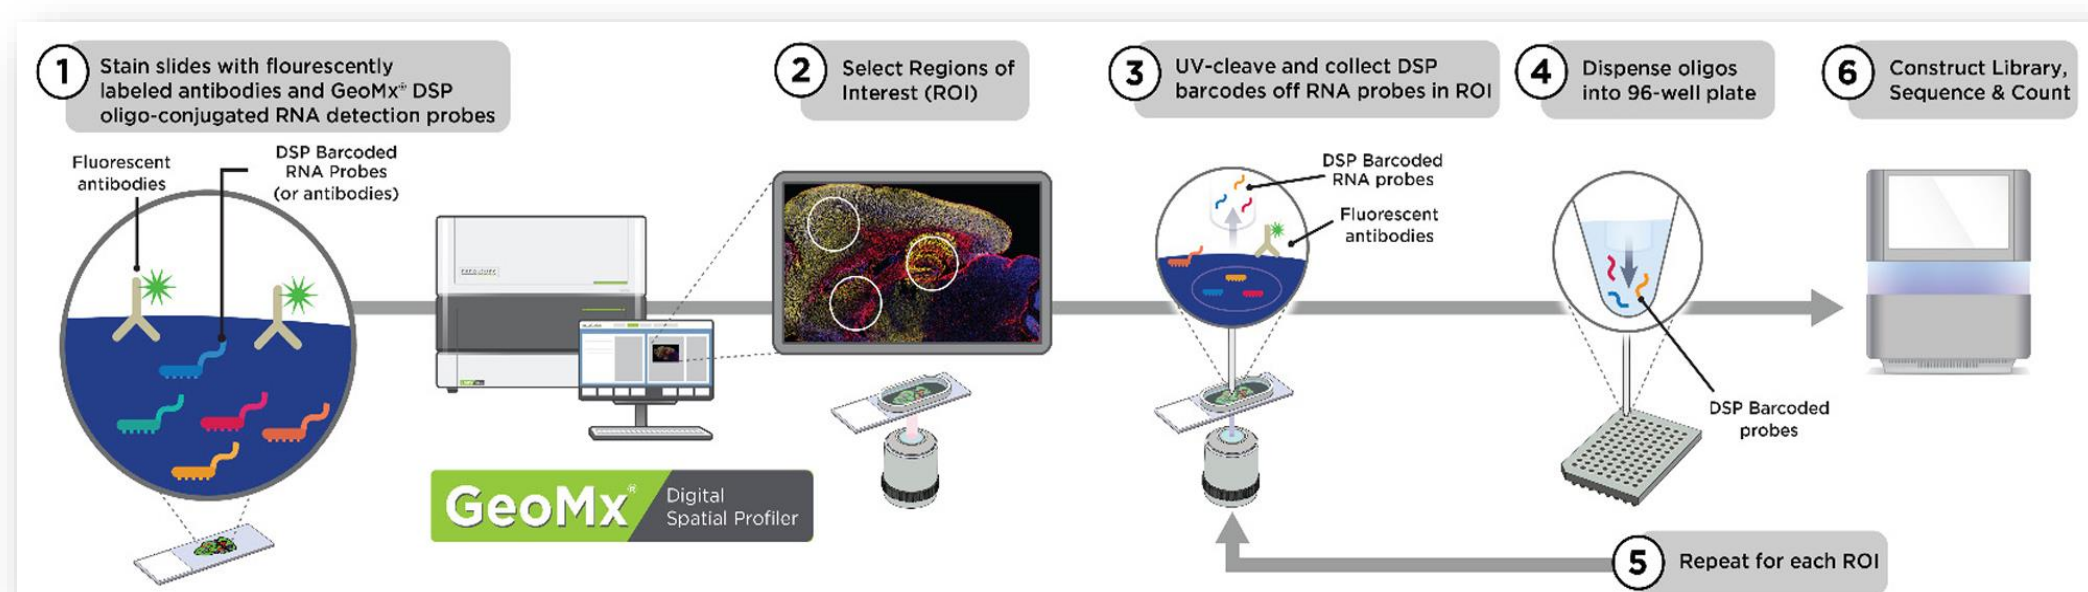 1
Stain slides with flourescently
labeled antibodies and GeoMx® DSP
oligo-conjugated RNA detection probes
Fluorescent
antibodies
DSP Barcoded
RNA Probes
(or antibodies)
GeoMx®
Digital
Spatial Profiler
2
Select Regions of
Interest (ROI)
3
UV-cleave and collect DSP
barcodes off RNA probes in ROI
DSP Barcoded
RNA probes
Fluorescent
antibodies
4
Dispense oligos
into 96-well plate
DSP Barcoded
probes
5
Repeat for each ROI
6
Construct Library,
Sequence & Count